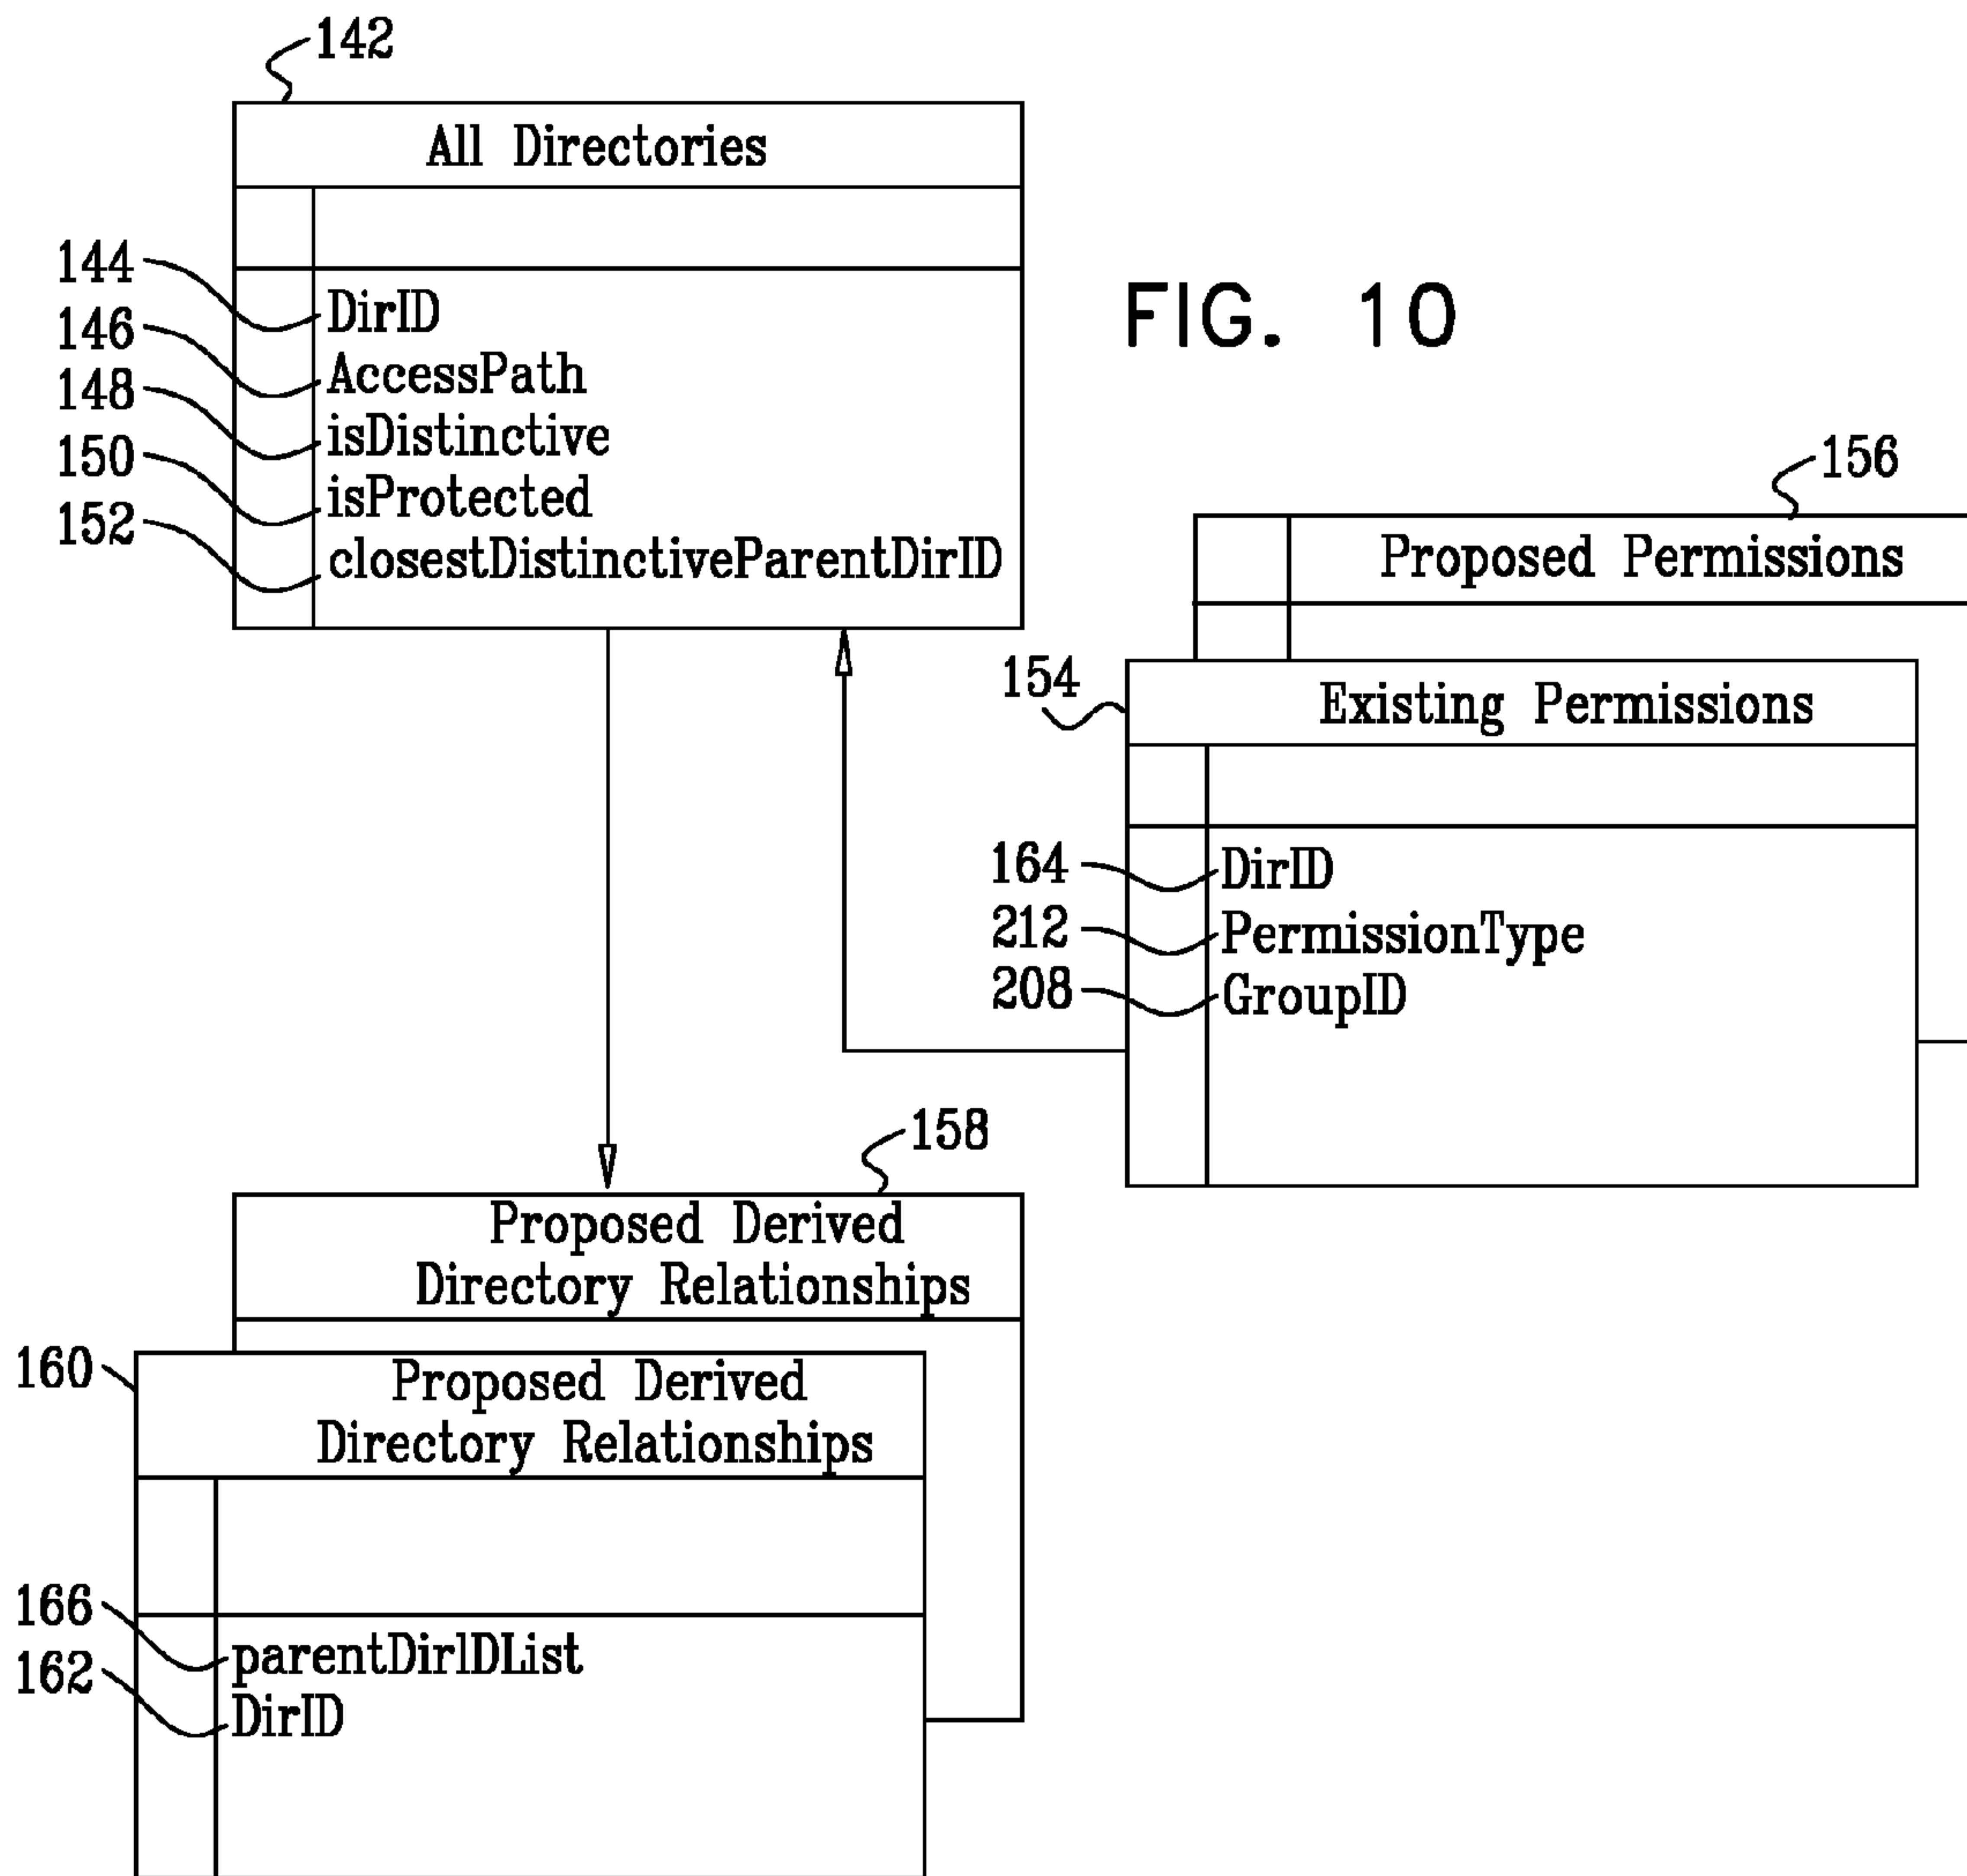 142
All Directories
144
DirID
146
AccessPath
148
isDistinctive
150
isProtected
152
closestDistinctiveParentDirID
FIG. 10
156
Proposed Permissions
154
Existing Permissions
164
DirID
212
PermissionType
208
GroupID
158
Proposed Derived
Directory Relationships
160
Proposed Derived
Directory Relationships
166
parentDirIDList
162
DirID